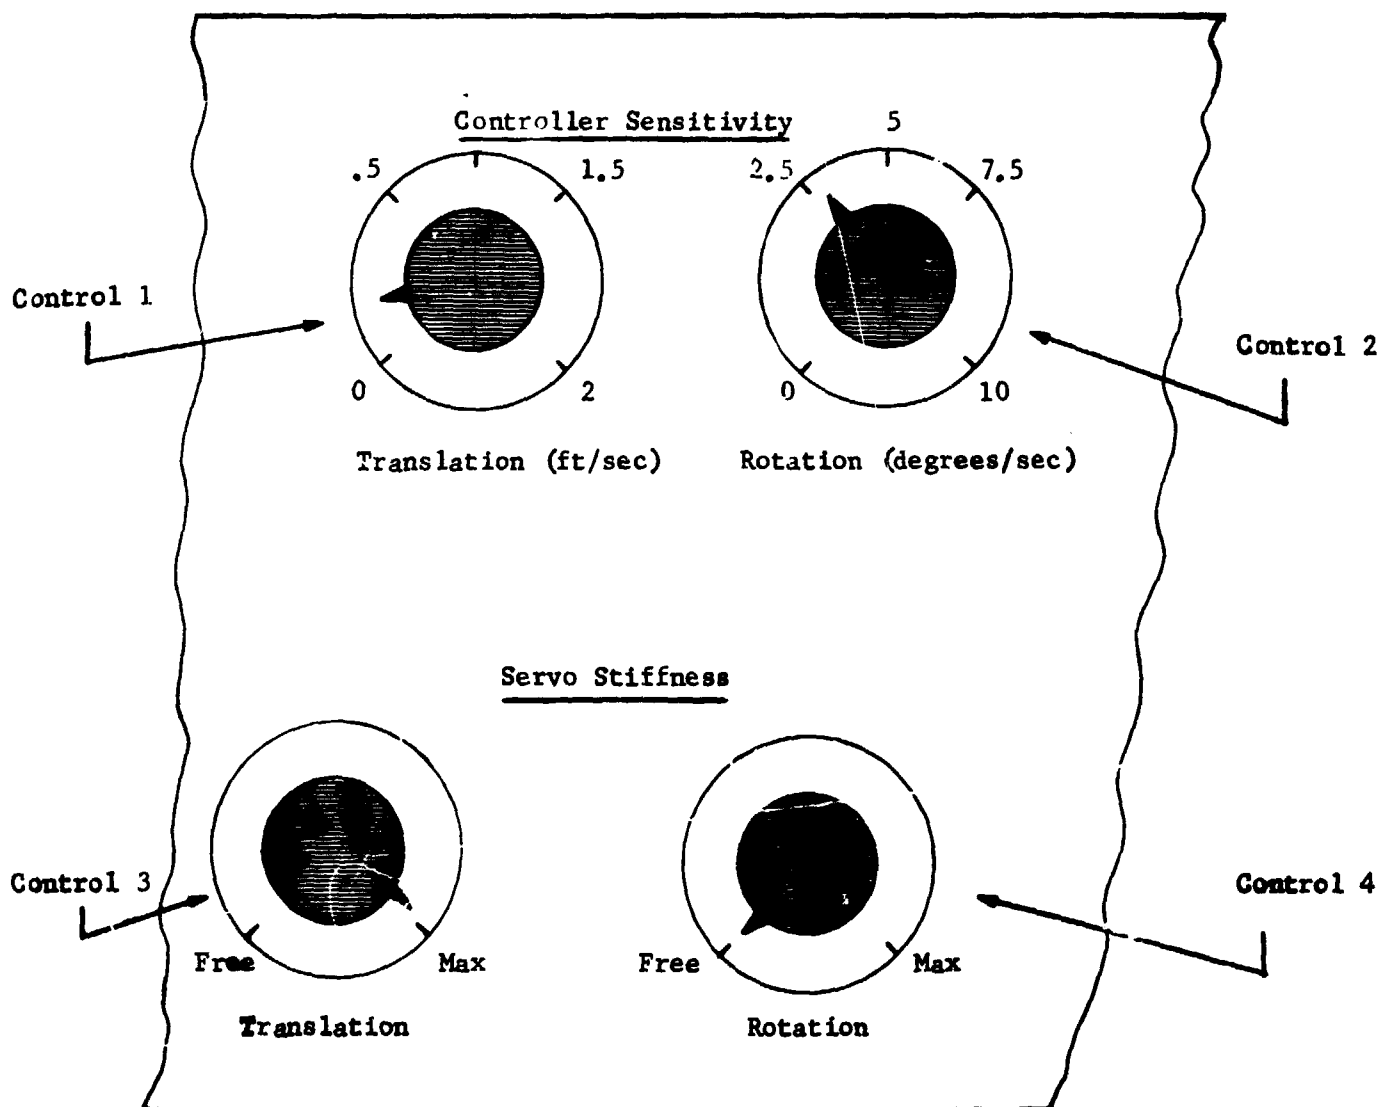 Controller Sensitivity
.5
1.5
0
2
Translation (ft/sec)
2.5
5
7.5
0
10
Rotation (degrees/sec)
Control 1
Control 2
Servo Stiffness
Free
Max
Translation
Free
Max
Rotation
Control 3
Control 4